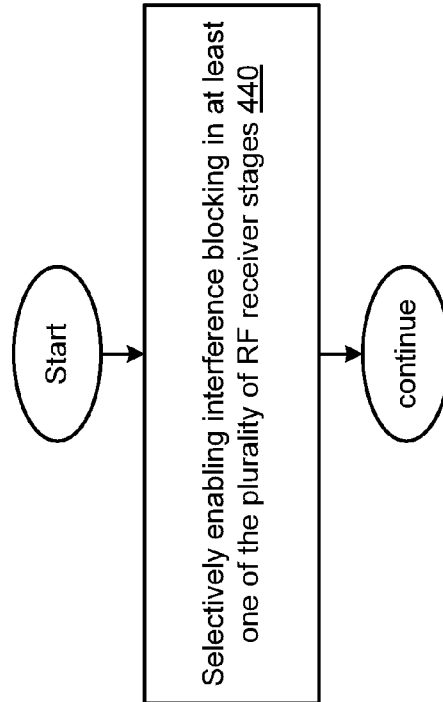 Start
Selectively enabling interference blocking in at least
one of the plurality of RF receiver stages 440
continue